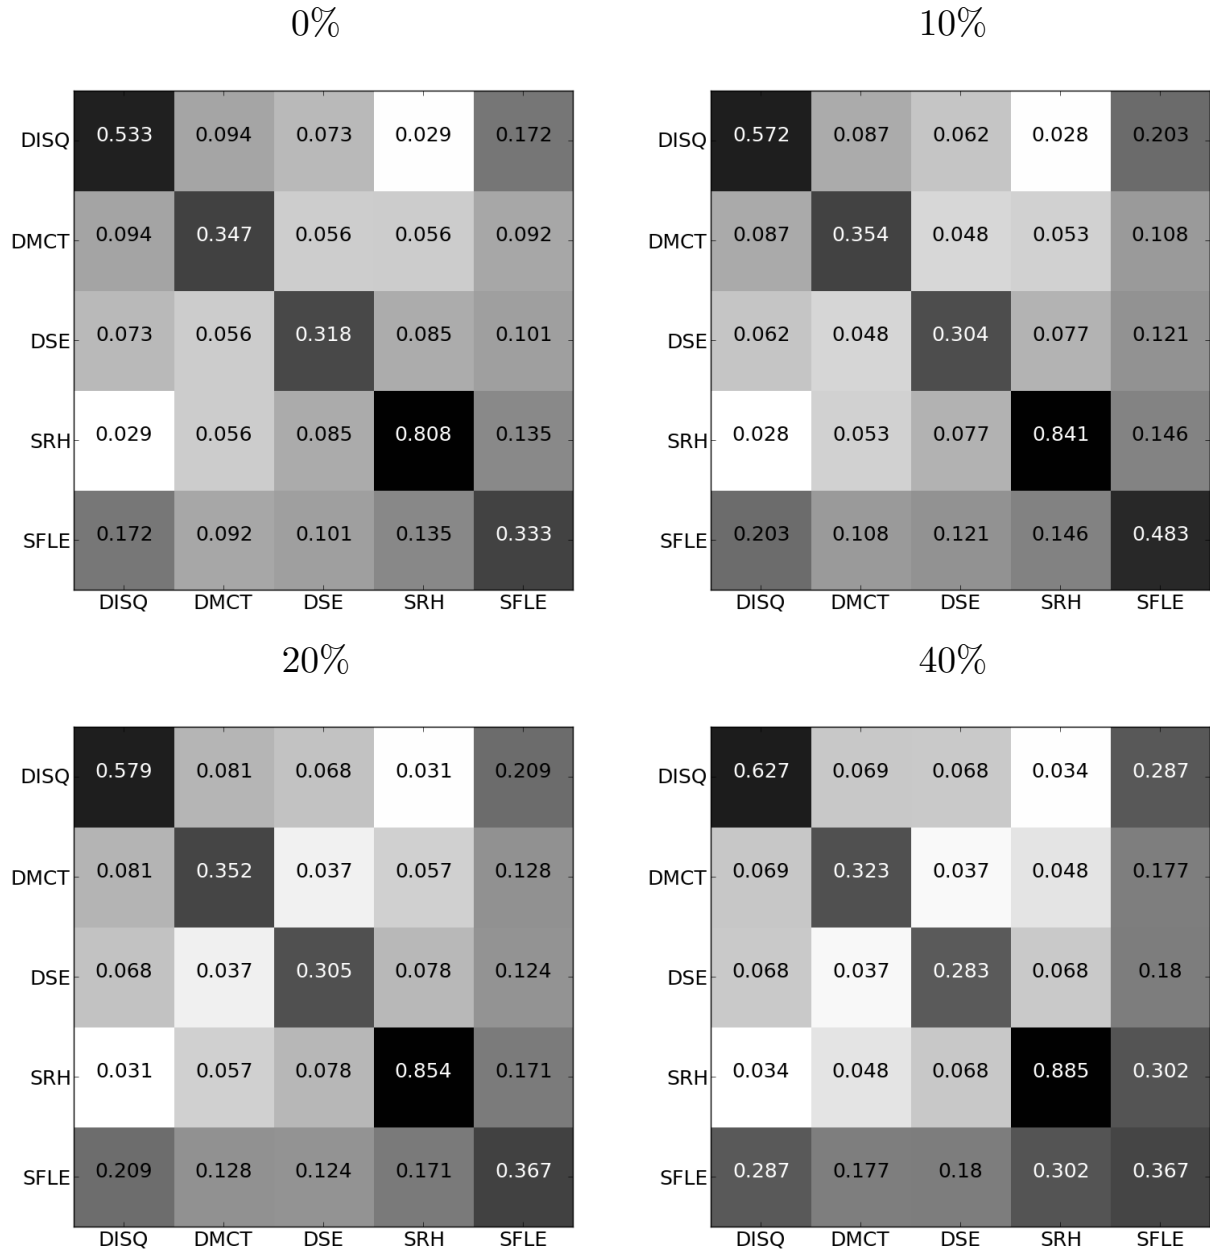 0%
10%
DISQ 0.533 0.094 0.073 0.029 0.172
DMCT 0.094 0.347 0.056 0.056 0.092
DSE 0.073 0.056 0.318 0.085 0.101
SRH 0.029 0.056 0.085 0.808 0.135
SFLE 0.172 0.092 0.101 0.135 0.333
DISQ DMCT DSE SRH SFLE
DISQ 0.572 0.087 0.062 0.028 0.203
DMCT 0.087 0.354 0.048 0.053 0.108
DSE 0.062 0.048 0.304 0.077 0.121
SRH 0.028 0.053 0.077 0.841 0.146
SFLE 0.203 0.108 0.121 0.146 0.483
DISQ DMCT DSE SRH SFLE
20%
40%
DISQ 0.579 0.081 0.068 0.031 0.209
DMCT 0.081 0.352 0.037 0.057 0.128
DSE 0.068 0.037 0.305 0.078 0.124
SRH 0.031 0.057 0.078 0.854 0.171
SFLE 0.209 0.128 0.124 0.171 0.367
DISQ DMCT DSE SRH SFLE
DISQ 0.627 0.069 0.068 0.034 0.287
DMCT 0.069 0.323 0.037 0.048 0.177
DSE 0.068 0.037 0.283 0.068 0.18
SRH 0.034 0.048 0.068 0.885 0.302
SFLE 0.287 0.177 0.18 0.302 0.367
DISQ DMCT DSE SRH SFLE